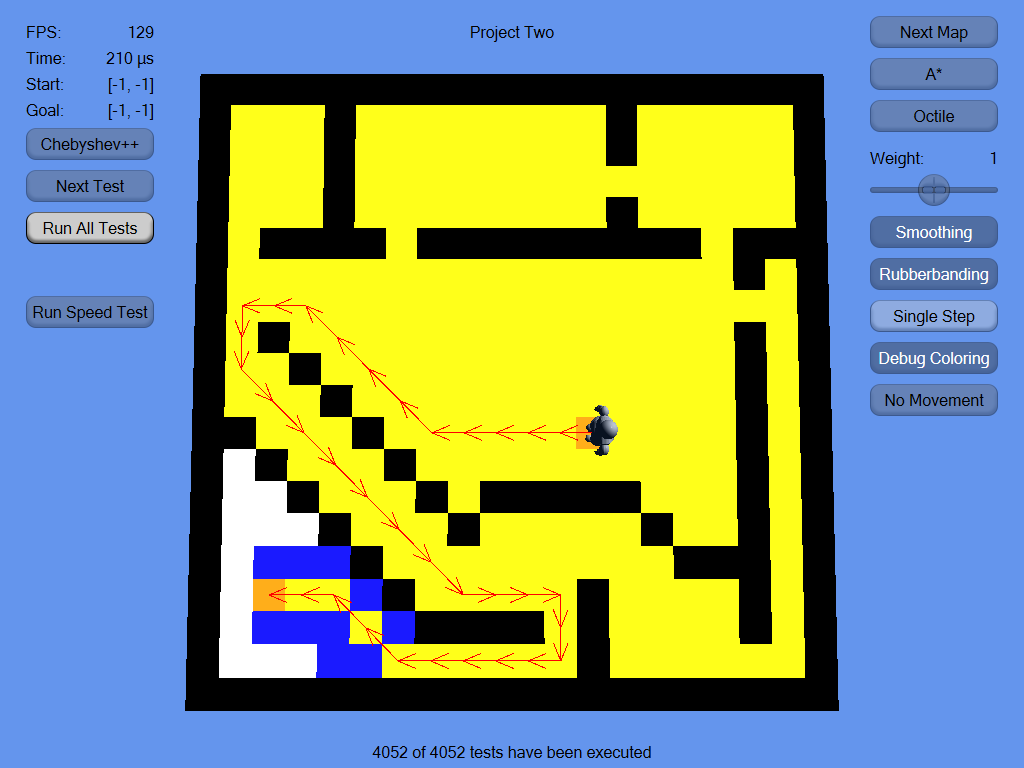 FPS: 129
Time: 210 µs
Start: [-1, -1]
Goal: [-1, -1]
Chebyshev++
Next Test
Run All Tests
Run Speed Test
Project Two
Next Map
A*
Octile
Weight: 1
Smoothing
Rubberbanding
Single Step
Debug Coloring
No Movement
4052 of 4052 tests have been executed